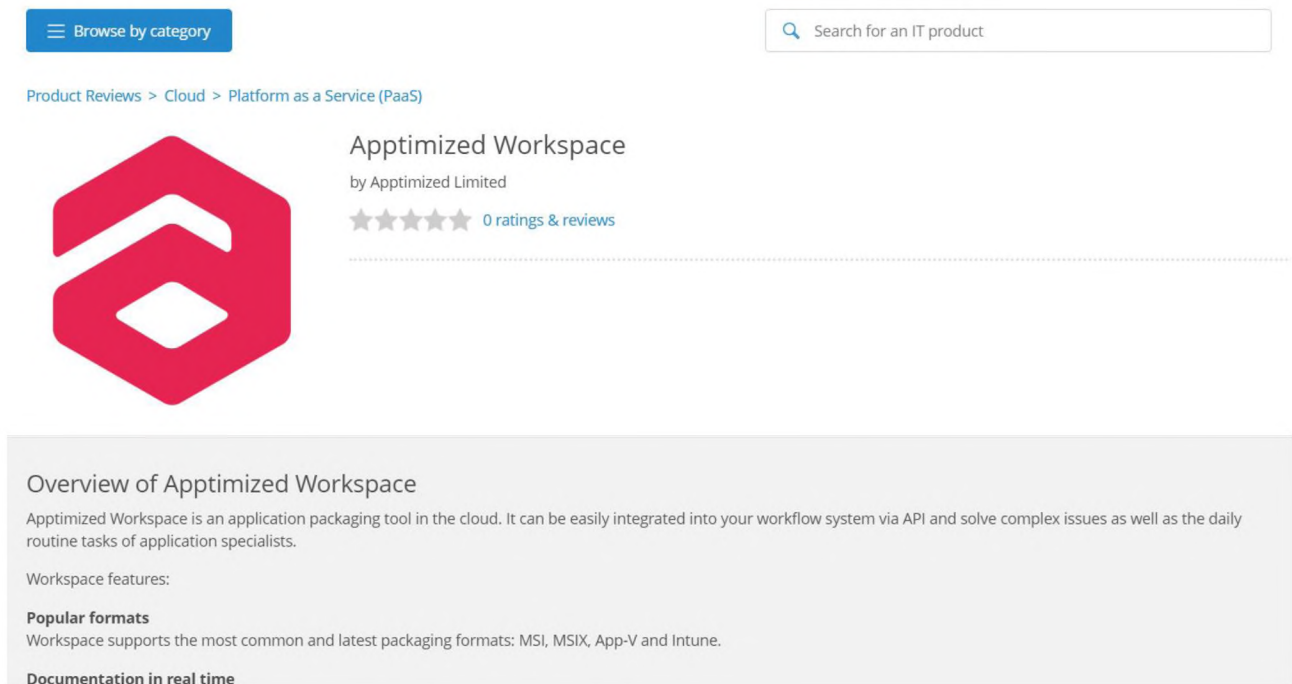 Browse by category
Search for an IT product
Product Reviews > Cloud > Platform as a Service (PaaS)
Apptimized Workspace
by Apptimized Limited
0 ratings & reviews
Overview of Apptimized Workspace
Apptimized Workspace is an application packaging tool in the cloud. It can be easily integrated into your workflow system via API and solve complex issues as well as the daily
routine tasks of application specialists.
Workspace features:
Popular formats
Workspace supports the most common and latest packaging formats: MSI, MSIX, App-V and Intune.
Documentation in real time